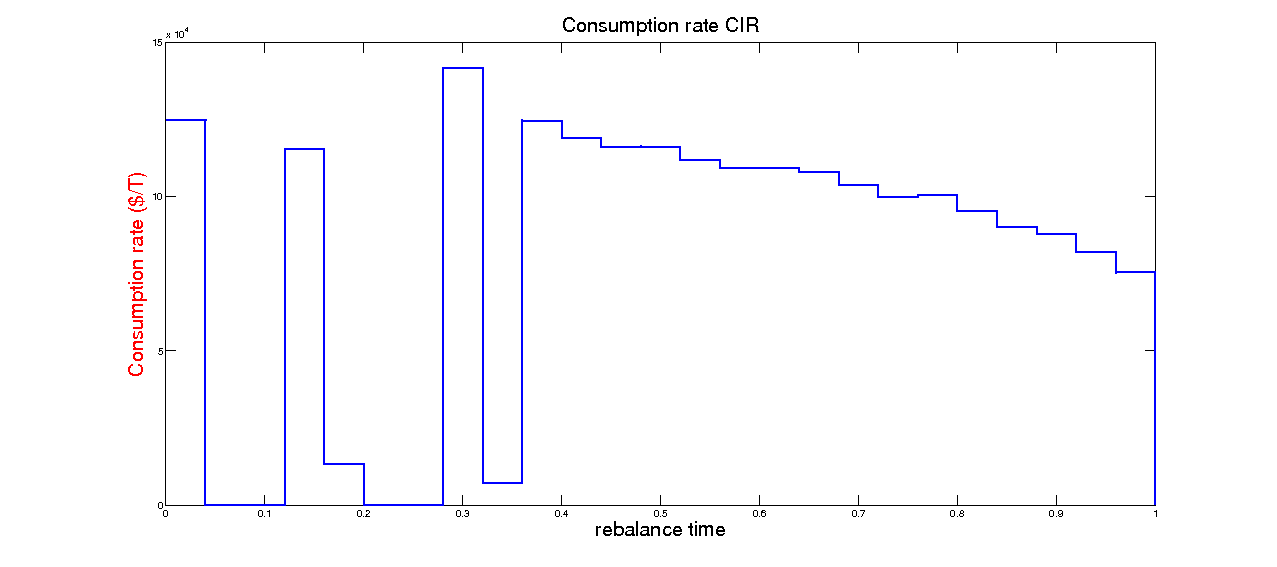 Consumption rate CIR
x 10^4
15
10
5
0
Consumption rate ($/T)
0 0.1 0.2 0.3 0.4 0.5 0.6 0.7 0.8 0.9 1
rebalance time